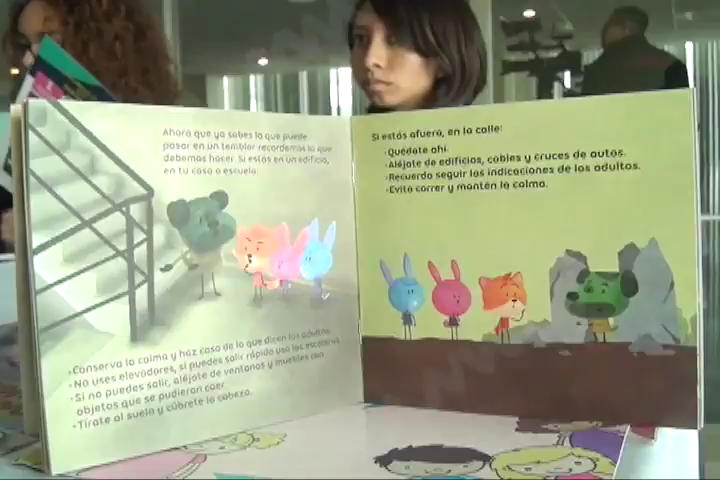 Ahora que ya sabes lo que puede
pasar en un temblor recordemos lo que
debemos hacer. Si estás en un edificio,
en tu casa o escuela:
•Conserva la calma y haz caso de lo que dicen los adultos.
•No uses elevadores, si puedes salir rápido usa las escaleras.
•Si no puedes salir, aléjate de ventanas y muebles con
objetos que se pudieran caer.
•Tírate al suelo y cúbrete la cabeza.
Si estás afuera, en la calle:
•Quédate ahí.
•Aléjate de edificios, cables y cruces de autos.
•Recuerda seguir las indicaciones de los adultos.
•Evita correr y mantén la calma.